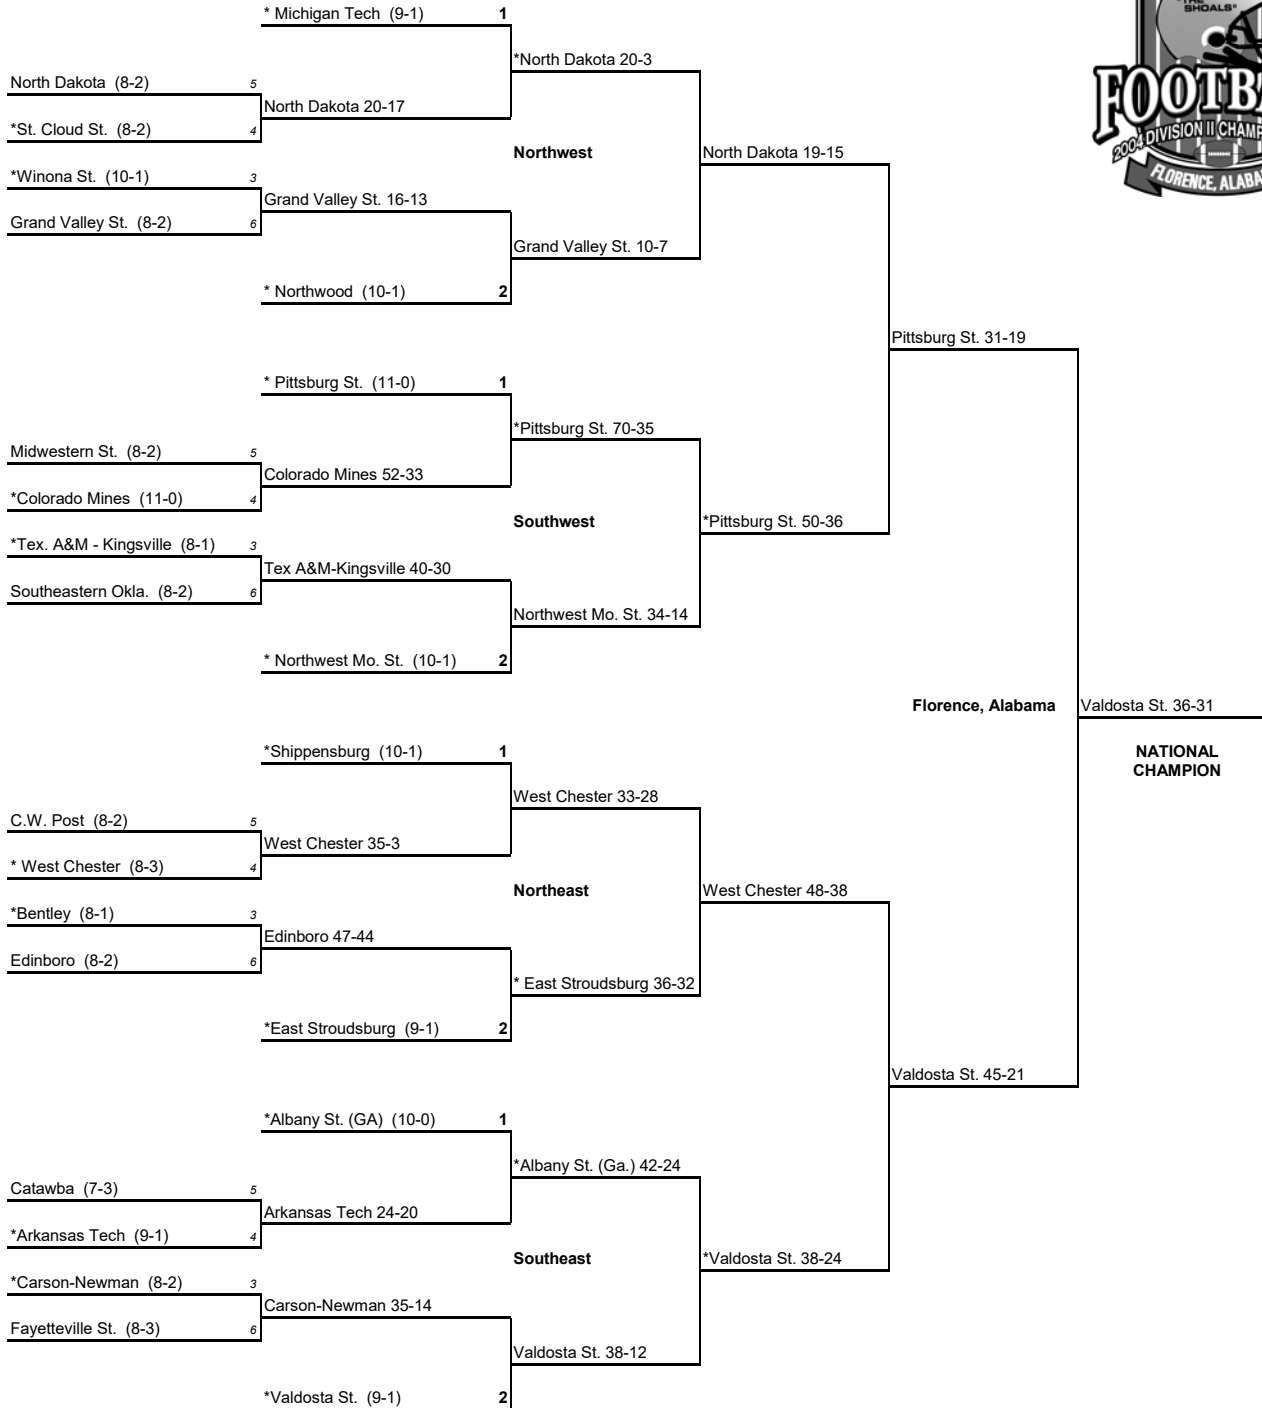 * Michigan Tech (9-1) 1
"THE
SHOALS"
*North Dakota 20-3
North Dakota (8-2) 5
North Dakota 20-17
*St. Cloud St. (8-2) 4
2004 DIVISION II
FLORENCE,
Northwest
North Dakota 19-15
*Winona St. (10-1) 3
Grand Valley St. 16-13
Grand Valley St. (8-2) 6
Grand Valley St. 10-7
* Northwood (10-1) 2
Pittsburg St. 31-19
* Pittsburg St. (11-0) 1
*Pittsburg St. 70-35
Midwestern St. (8-2) 5
Colorado Mines 52-33
*Colorado Mines (11-0) 4
Southwest
*Pittsburg St. 50-36
*Tex. A&M - Kingsville (8-1) 3
Tex A&M-Kingsville 40-30
Southeastern Okla. (8-2) 6
Northwest Mo. St. 34-14
* Northwest Mo. St. (10-1) 2
Florence, Alabama
Valdosta St. 36-31
NATIONAL
CHAMPION
*Shippensburg (10-1) 1
West Chester 33-28
C.W. Post (8-2) 5
West Chester 35-3
* West Chester (8-3) 4
Northeast
West Chester 48-38
*Bentley (8-1) 3
Edinboro 47-44
Edinboro (8-2) 6
* East Stroudsburg 36-32
*East Stroudsburg (9-1) 2
Valdosta St. 45-21
*Albany St. (GA) (10-0) 1
*Albany St. (Ga.) 42-24
Catawba (7-3) 5
Arkansas Tech 24-20
*Arkansas Tech (9-1) 4
Southeast
*Valdosta St. 38-24
*Carson-Newman (8-2) 3
Carson-Newman 35-14
Fayetteville St. (8-3) 6
Valdosta St. 38-12
*Valdosta St. (9-1) 2